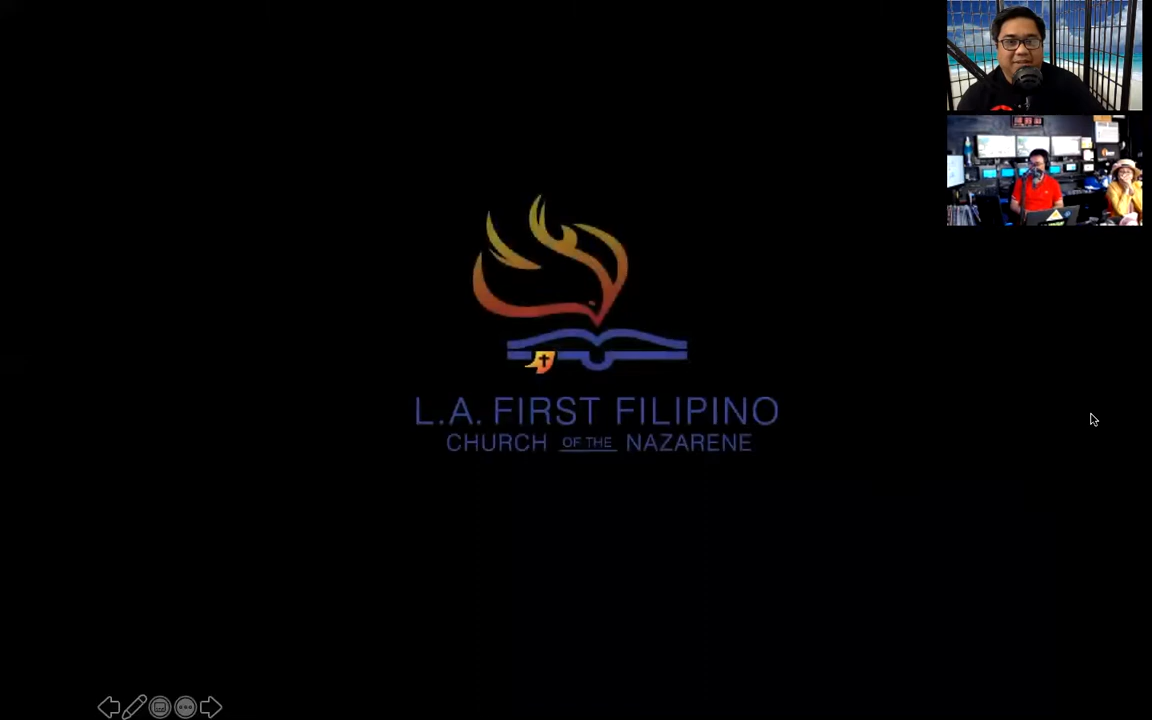 L.A. FIRST FILIPINO
CHURCH OF THE NAZARENE